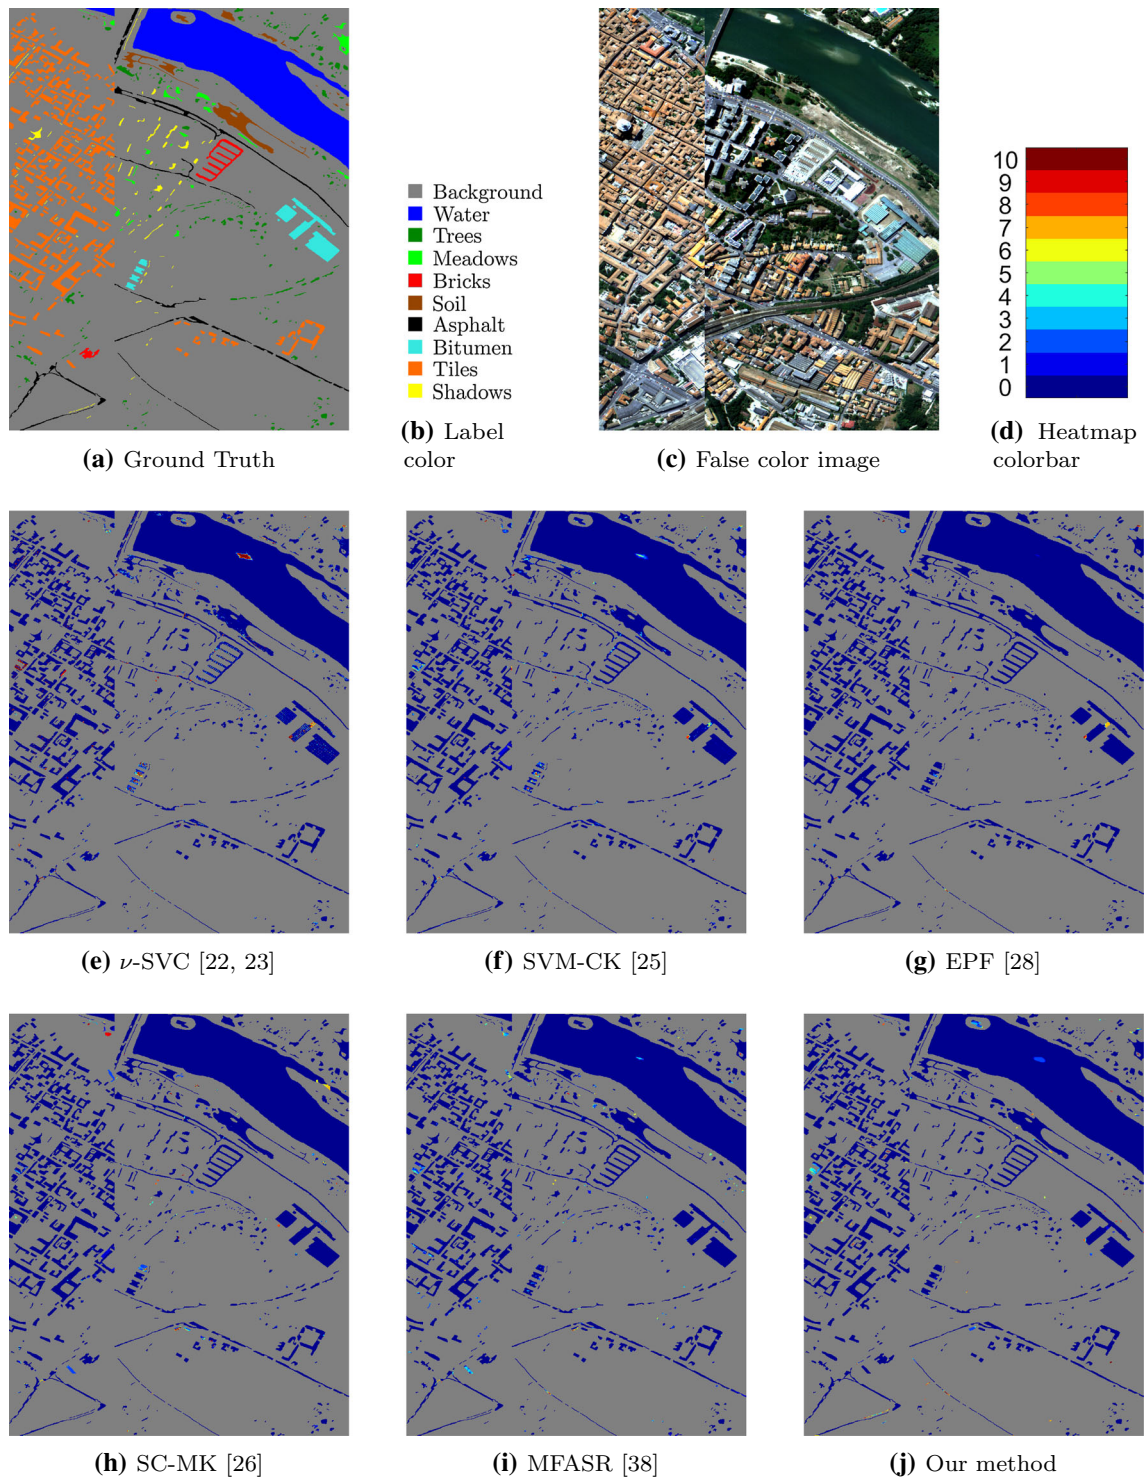 Background
Water
Trees
Meadows
Bricks
Soil
Asphalt
Bitumen
Tiles
Shadows
10
9
8
7
6
5
4
3
2
1
0
(a) Ground Truth
(b) Label
color
(c) False color image
(d) Heatmap
colorbar
(e) ν-SVC [22, 23]
(f) SVM-CK [25]
(g) EPF [28]
(h) SC-MK [26]
(i) MFASR [38]
(j) Our method